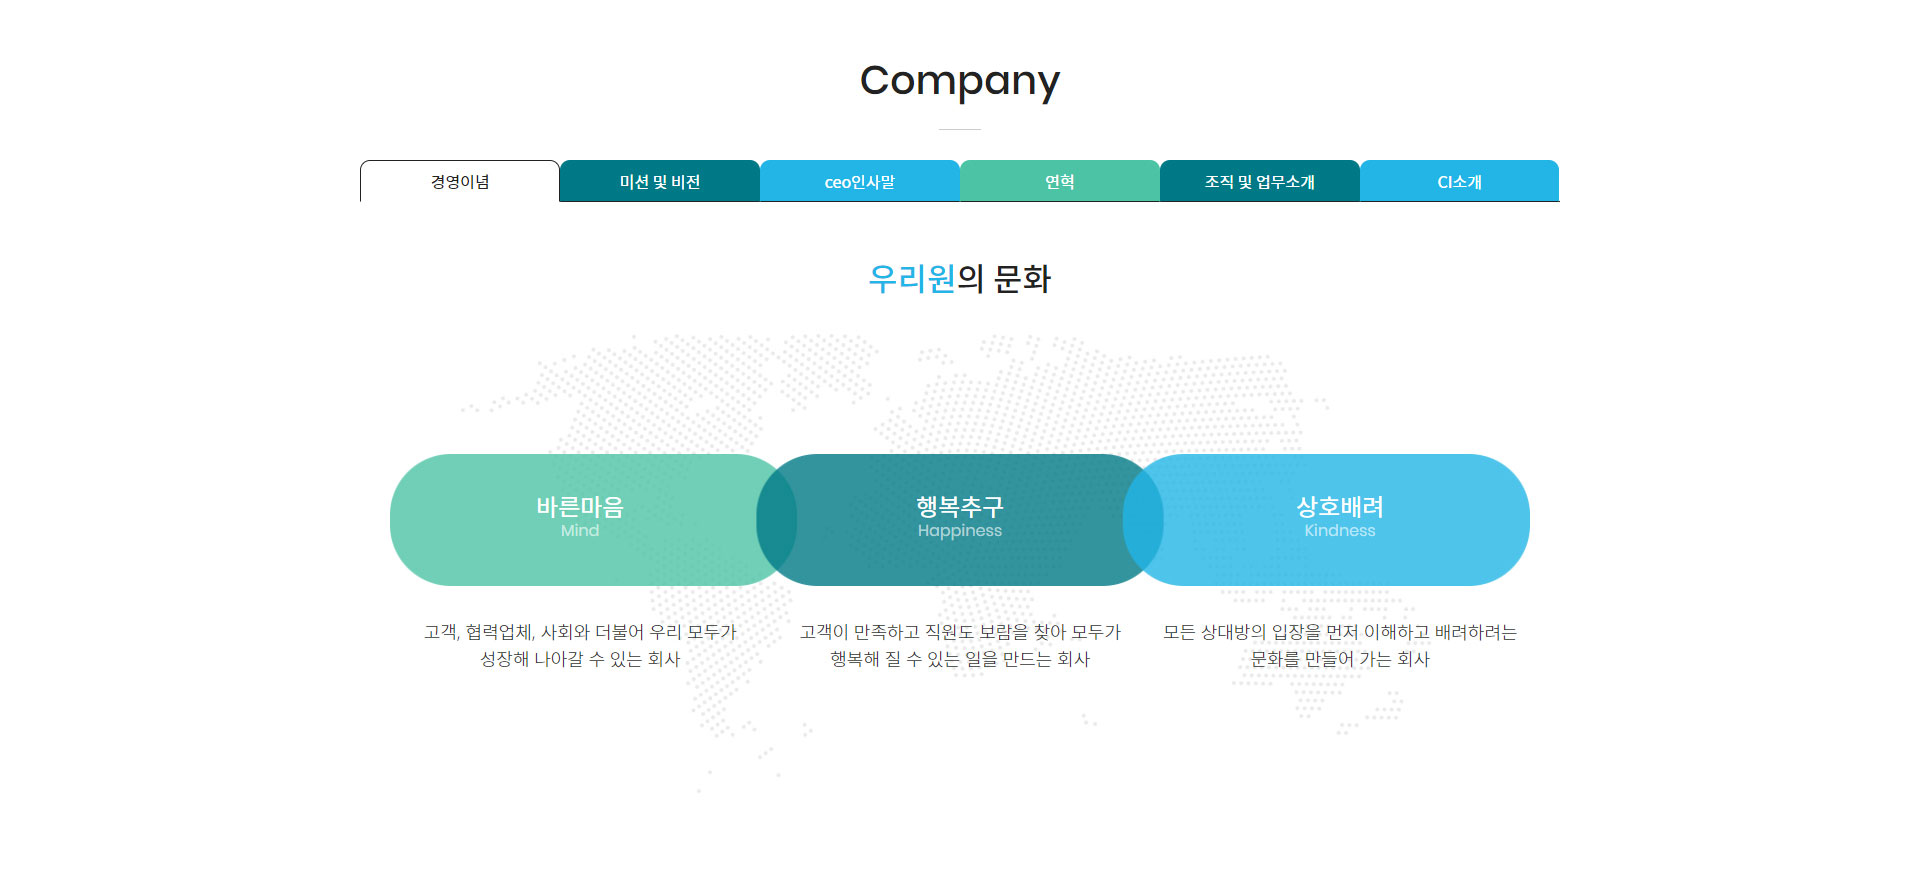 Company
경영이념
미션 및 비전
ceo인사말
연혁
조직 및 업무소개
CI소개
우리원의 문화
바른마음
Mind
행복추구
Happiness
상호배려
Kindness
고객, 협력업체, 사회와 더불어 우리 모두가
성장해 나아갈 수 있는 회사
고객이 만족하고 직원도 보람을 찾아 모두가
행복해 질 수 있는 일을 만드는 회사
모든 상대방의 입장을 먼저 이해하고 배려하려는
문화를 만들어 가는 회사